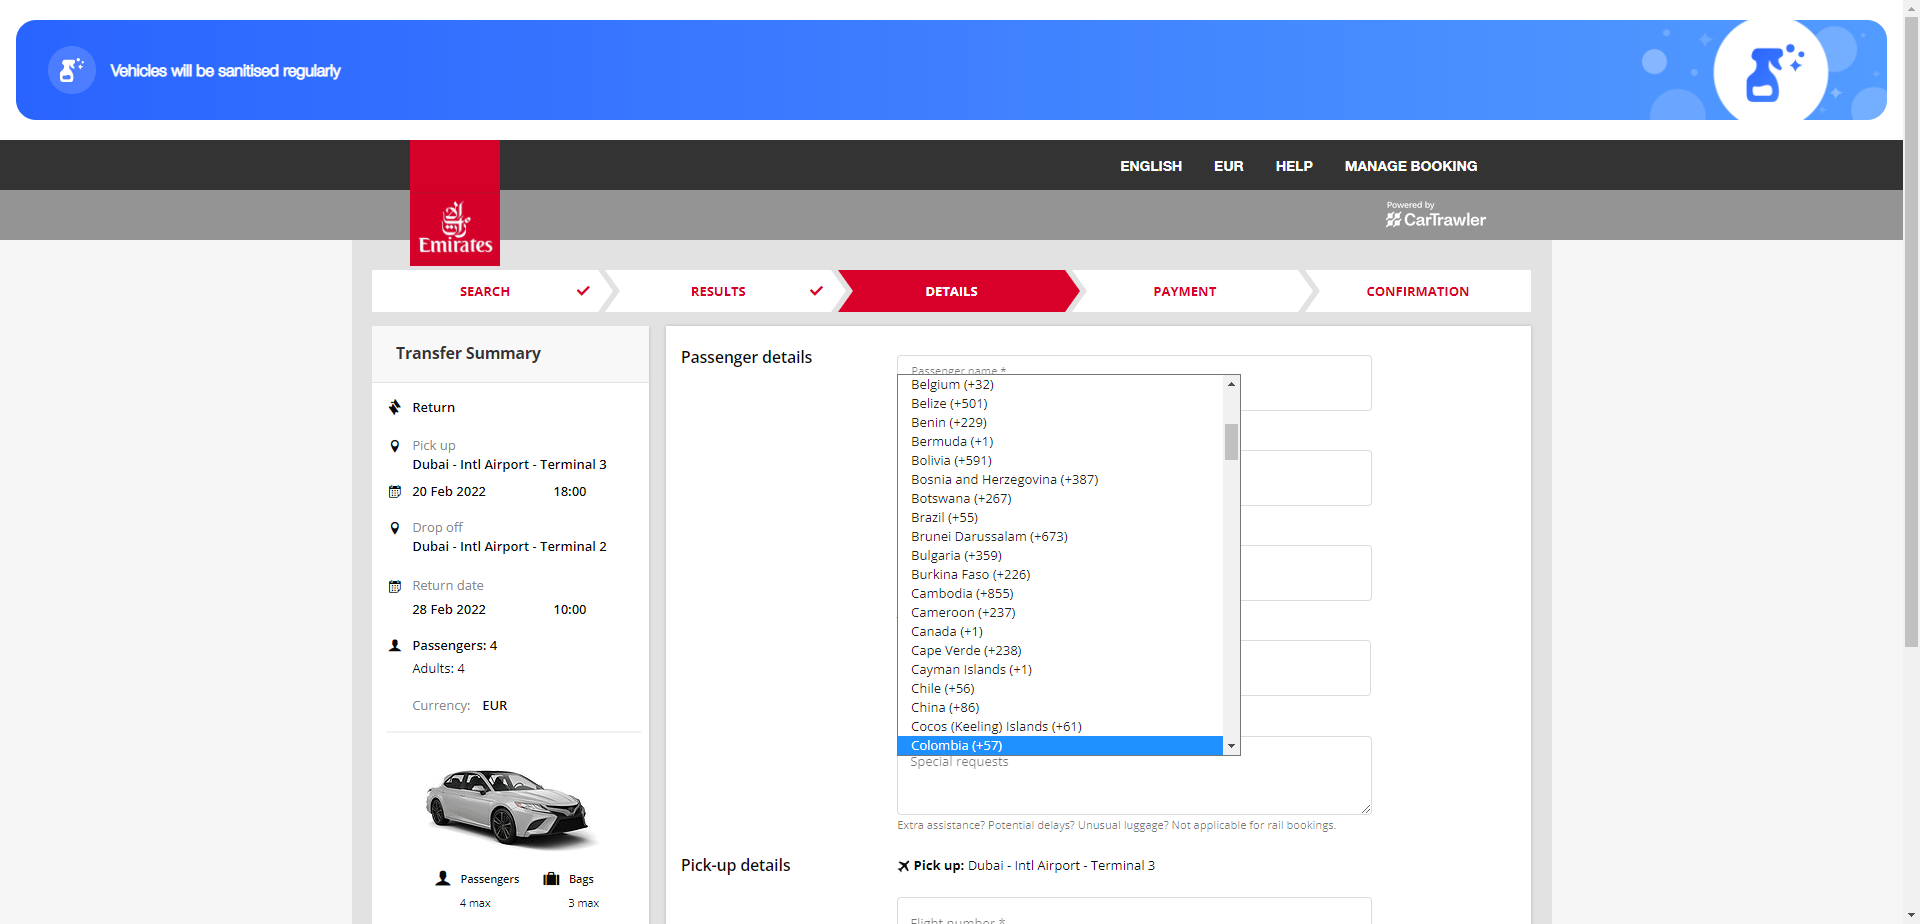 Vehicles will be sanitised regularly
ENGLISH EUR HELP MANAGE BOOKING
Powered by
CarTrawler
Emirates
SEARCH RESULTS DETAILS PAYMENT CONFIRMATION
Transfer Summary
Return
Pick up
Dubai - Intl Airport - Terminal 3
20 Feb 2022 18:00
Drop off
Dubai - Intl Airport - Terminal 2
Return date
28 Feb 2022 10:00
Passengers: 4
Adults: 4
Currency: EUR
Passengers Bags
4 max 3 max
Passenger details
Passenger name *
Belgium (+32)
Belize (+501)
Benin (+229)
Bermuda (+1)
Bolivia (+591)
Bosnia and Herzegovina (+387)
Botswana (+267)
Brazil (+55)
Brunei Darussalam (+673)
Bulgaria (+359)
Burkina Faso (+226)
Cambodia (+855)
Cameroon (+237)
Canada (+1)
Cape Verde (+238)
Cayman Islands (+1)
Chile (+56)
China (+86)
Cocos (Keeling) Islands (+61)
Colombia (+57)
Special requests
Extra assistance? Potential delays? Unusual luggage? Not applicable for rail bookings.
Pick-up details
Pick up: Dubai - Intl Airport - Terminal 3
Flight number *